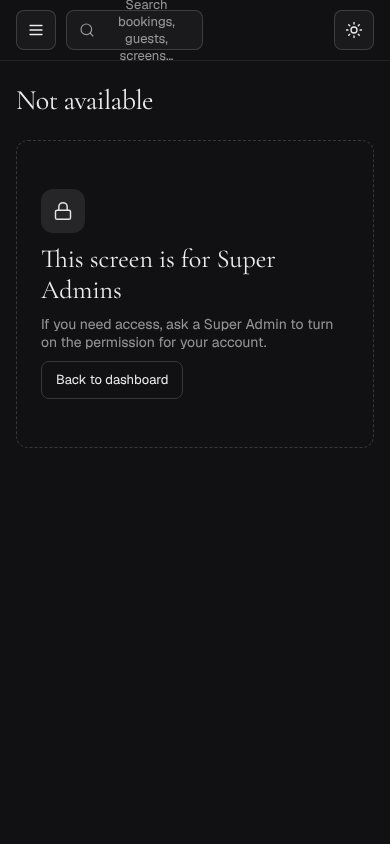 Search
bookings,
guests,
screens...
Not available
This screen is for Super
Admins
If you need access, ask a Super Admin to turn
on the permission for your account.
Back to dashboard